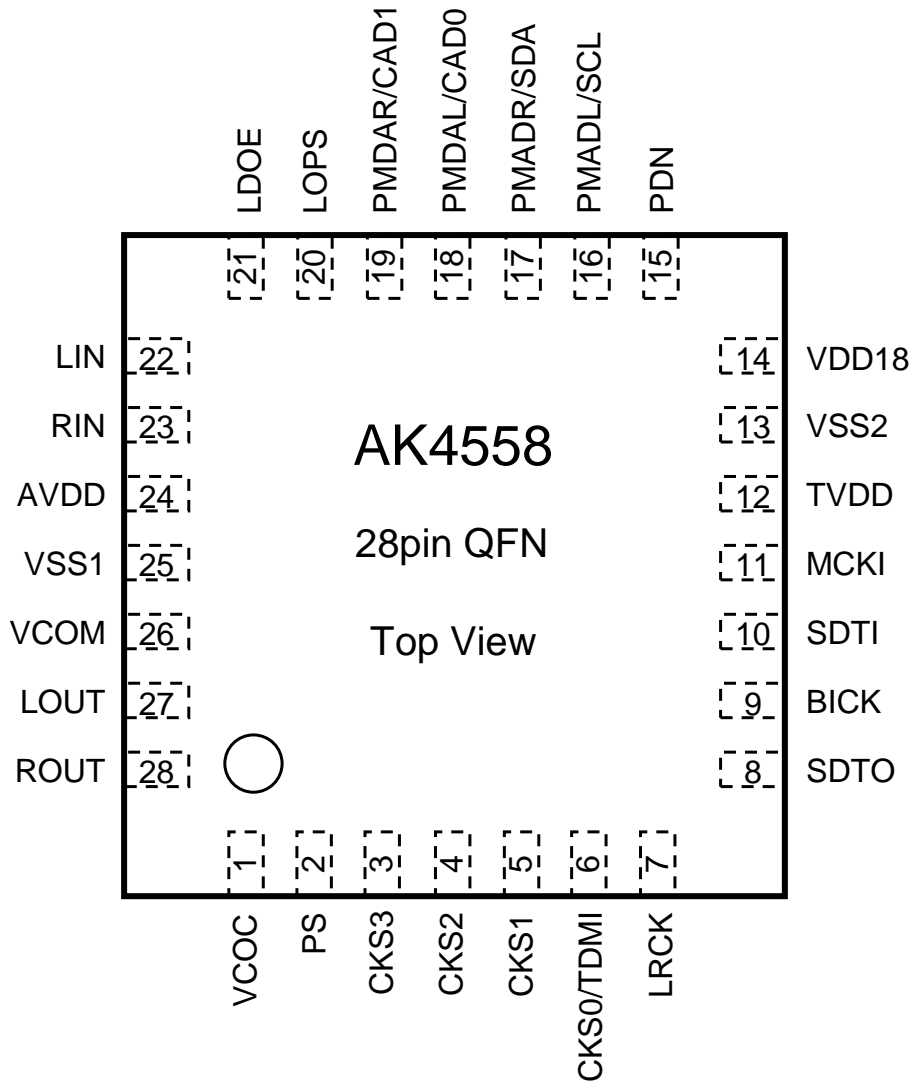 LDOE
LOPS
PMDAR/CAD1
PMDAL/CAD0
PMADR/SDA
PMADL/SCL
PDN
21
20
19
18
17
16
15
LIN 22
RIN 23
AVDD 24
VSS1 25
VCOM 26
LOUT 27
ROUT 28
AK4558
28pin QFN
Top View
14 VDD18
13 VSS2
12 TVDD
11 MCKI
10 SDTI
9 BICK
8 SDTO
1
2
3
4
5
6
7
VCOC
PS
CKS3
CKS2
CKS1
CKS0/TDMI
LRCK